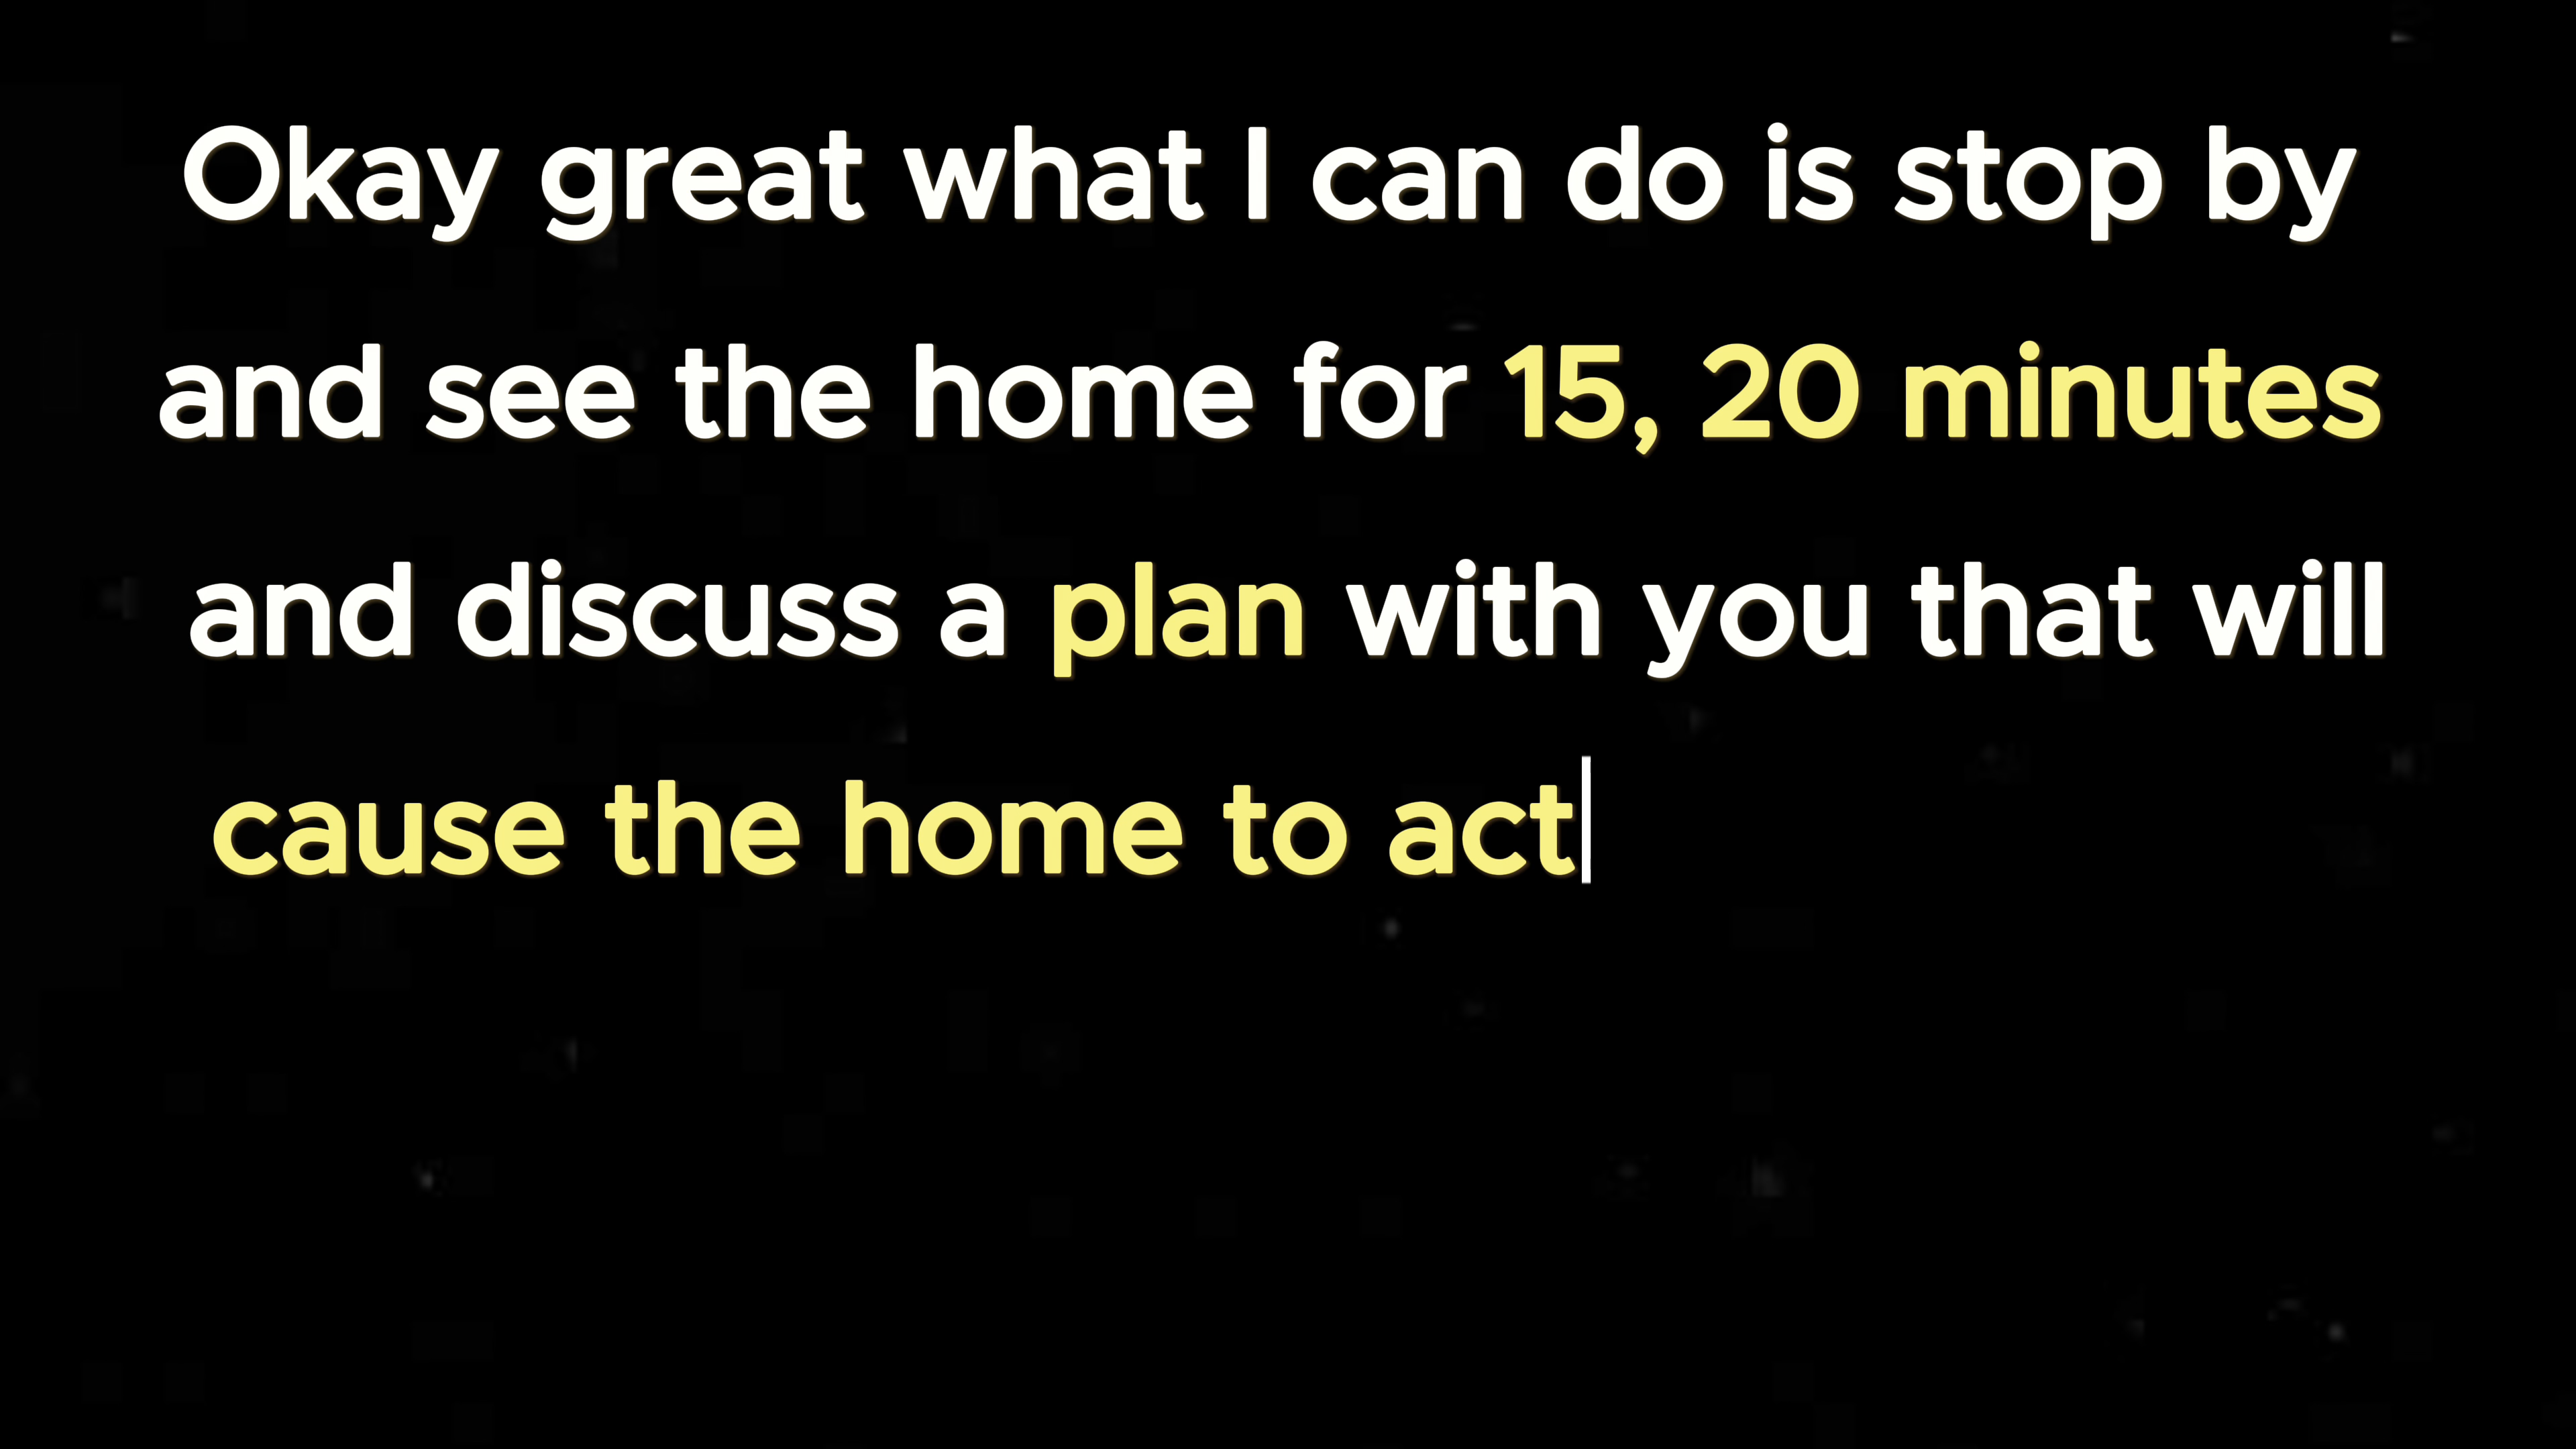 Okay great what I can do is stop by
and see the home for 15, 20 minutes
and discuss a plan with you that will
cause the home to act